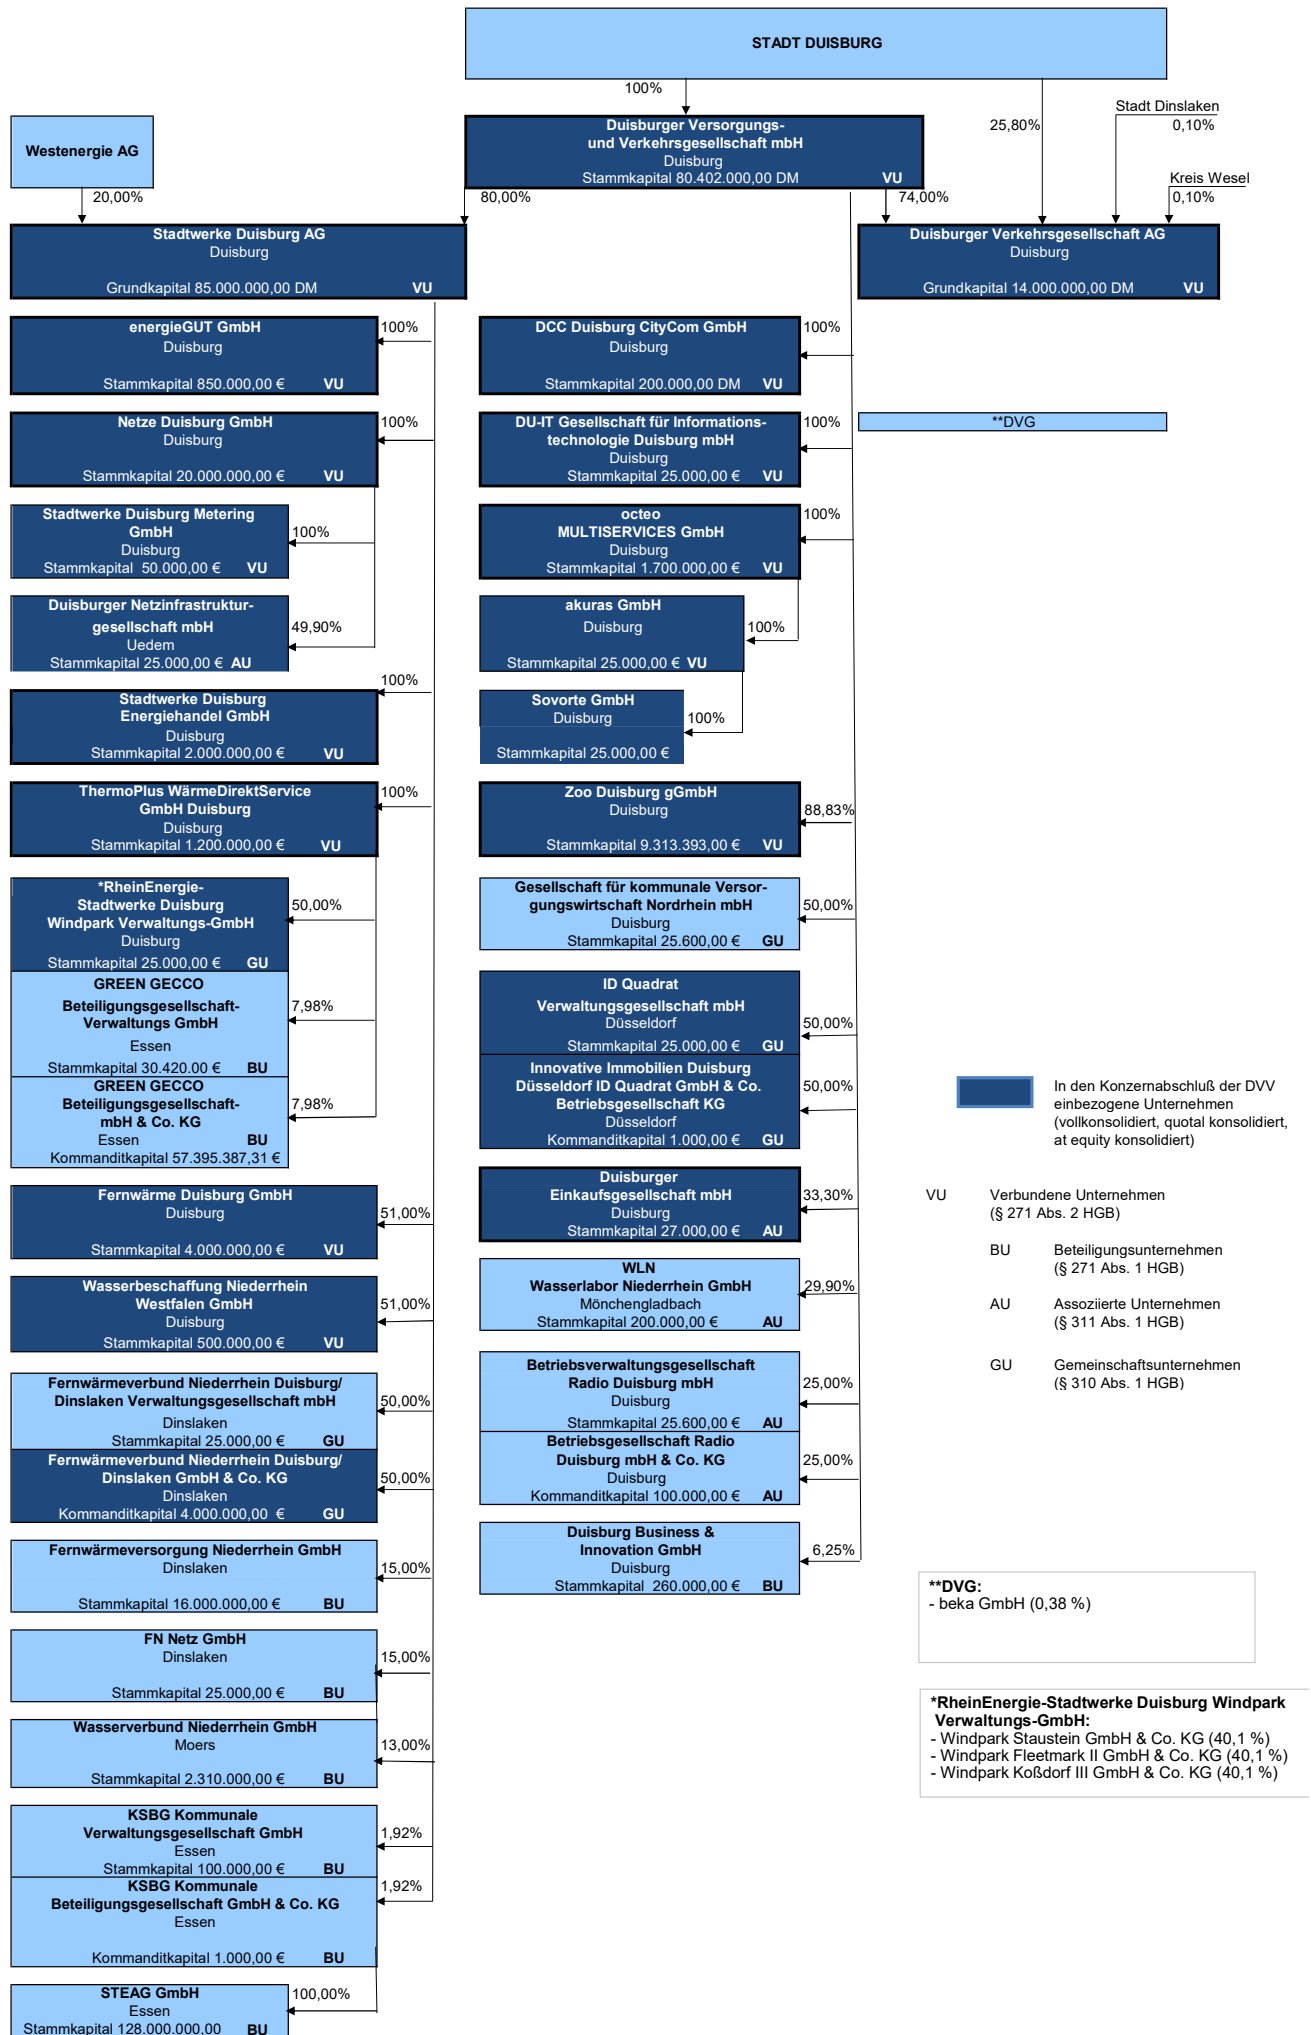 STADT DUISBURG
100%
25,80%
Stadt Dinslaken
0,10%
Kreis Wesel
0,10%
Westenergie AG
20,00%
Duisburger Versorgungs-
und Verkehrsgesellschaft mbH
Duisburg
Stammkapital 80.402.000,00 DM VU
80,00%
74,00%
Stadtwerke Duisburg AG
Duisburg
Grundkapital 85.000.000,00 DM VU
Duisburger Verkehrsgesellschaft AG
Duisburg
Grundkapital 14.000.000,00 DM VU
energieGUT GmbH
Duisburg
Stammkapital 850.000,00 € VU
100%
Netze Duisburg GmbH
Duisburg
Stammkapital 20.000.000,00 € VU
100%
Stadtwerke Duisburg Metering
GmbH
Duisburg
Stammkapital 50.000,00 € VU
100%
Duisburger Netzinfrastruktur-
gesellschaft mbH
Uedem
Stammkapital 25.000,00 € AU
49,90%
Stadtwerke Duisburg
Energiehandel GmbH
Duisburg
Stammkapital 2.000.000,00 € VU
100%
ThermoPlus WärmeDirektService
GmbH Duisburg
Duisburg
Stammkapital 1.200.000,00 € VU
100%
*RheinEnergie-
Stadtwerke Duisburg
Windpark Verwaltungs-GmbH
Duisburg
Stammkapital 25.000,00 € GU
50,00%
GREEN GECCO
Beteiligungsgesellschaft-
Verwaltungs GmbH
Essen
Stammkapital 30.420.00 € BU
7,98%
GREEN GECCO
Beteiligungsgesellschaft-
mbH & Co. KG
Essen BU
Kommanditkapital 57.395.387,31 €
7,98%
Fernwärme Duisburg GmbH
Duisburg
Stammkapital 4.000.000,00 € VU
51,00%
Wasserbeschaffung Niederrhein
Westfalen GmbH
Duisburg
Stammkapital 500.000,00 € VU
51,00%
Fernwärmeverbund Niederrhein Duisburg/
Dinslaken Verwaltungsgesellschaft mbH
Dinslaken
Stammkapital 25.000,00 € GU
50,00%
Fernwärmeverbund Niederrhein Duisburg/
Dinslaken GmbH & Co. KG
Dinslaken
Kommanditkapital 4.000.000,00 € GU
50,00%
Fernwärmeversorgung Niederrhein GmbH
Dinslaken
Stammkapital 16.000.000,00 € BU
15,00%
FN Netz GmbH
Dinslaken
Stammkapital 25.000,00 € BU
15,00%
Wasserverbund Niederrhein GmbH
Moers
Stammkapital 2.310.000,00 € BU
13,00%
KSBG Kommunale
Verwaltungsgesellschaft GmbH
Essen
Stammkapital 100.000,00 € BU
1,92%
KSBG Kommunale
Beteiligungsgesellschaft GmbH & Co. KG
Essen
Kommanditkapital 1.000,00 € BU
1,92%
STEAG GmbH
Essen
Stammkapital 128.000.000,00 BU
100,00%
DCC Duisburg CityCom GmbH
Duisburg
Stammkapital 200.000,00 DM VU
100%
DU-IT Gesellschaft für Informations-
technologie Duisburg mbH
Duisburg
Stammkapital 25.000,00 € VU
100%
octeo
MULTISERVICES GmbH
Duisburg
Stammkapital 1.700.000,00 € VU
100%
akuras GmbH
Duisburg
Stammkapital 25.000,00 € VU
100%
Sovorte GmbH
Duisburg
Stammkapital 25.000,00 €
100%
Zoo Duisburg gGmbH
Duisburg
Stammkapital 9.313.393,00 € VU
88,83%
Gesellschaft für kommunale Versor-
gungswirtschaft Nordrhein mbH
Duisburg
Stammkapital 25.600,00 € GU
50,00%
ID Quadrat
Verwaltungsgesellschaft mbH
Düsseldorf
Stammkapital 25.000,00 € GU
50,00%
Innovative Immobilien Duisburg
Düsseldorf ID Quadrat GmbH & Co.
Betriebsgesellschaft KG
Düsseldorf
Kommanditkapital 1.000,00 € GU
50,00%
Duisburger
Einkaufsgesellschaft mbH
Duisburg
Stammkapital 27.000,00 € AU
33,30%
WLN
Wasserlabor Niederrhein GmbH
Mönchengladbach
Stammkapital 200.000,00 € AU
29,90%
Betriebsverwaltungsgesellschaft
Radio Duisburg mbH
Duisburg
Stammkapital 25.600,00 € AU
25,00%
Betriebsgesellschaft Radio
Duisburg mbH & Co. KG
Duisburg
Kommanditkapital 100.000,00 € AU
25,00%
Duisburg Business &
Innovation GmbH
Duisburg
Stammkapital 260.000,00 € BU
6,25%
**DVG
In den Konzernabschluß der DVV
einbezogene Unternehmen
(vollkonsolidiert, quotal konsolidiert,
at equity konsolidiert)
VU Verbundene Unternehmen
(§ 271 Abs. 2 HGB)
BU Beteiligungsunternehmen
(§ 271 Abs. 1 HGB)
AU Assoziierte Unternehmen
(§ 311 Abs. 1 HGB)
GU Gemeinschaftsunternehmen
(§ 310 Abs. 1 HGB)
**DVG:
- beka GmbH (0,38 %)
*RheinEnergie-Stadtwerke Duisburg Windpark
Verwaltungs-GmbH:
- Windpark Staustein GmbH & Co. KG (40,1 %)
- Windpark Fleetmark II GmbH & Co. KG (40,1 %)
- Windpark Koßdorf III GmbH & Co. KG (40,1 %)